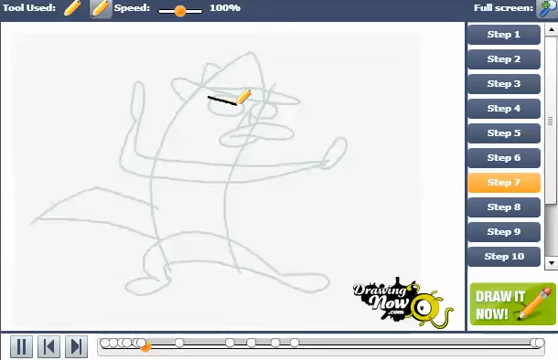 Tool Used: Speed: 100% Full screen:
Step 1
Step 2
Step 3
Step 4
Step 5
Step 6
Step 7
Step 8
Step 9
Step 10
Drawing
Now.com
DRAW IT
NOW!